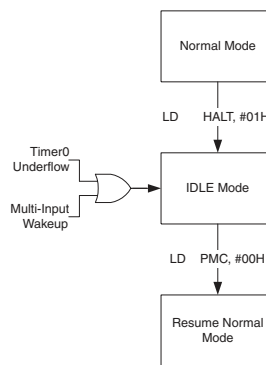 Normal Mode
LD HALT, #01H
Timer0
Underflow
Multi-Input
Wakeup
IDLE Mode
LD PMC, #00H
Resume Normal
Mode